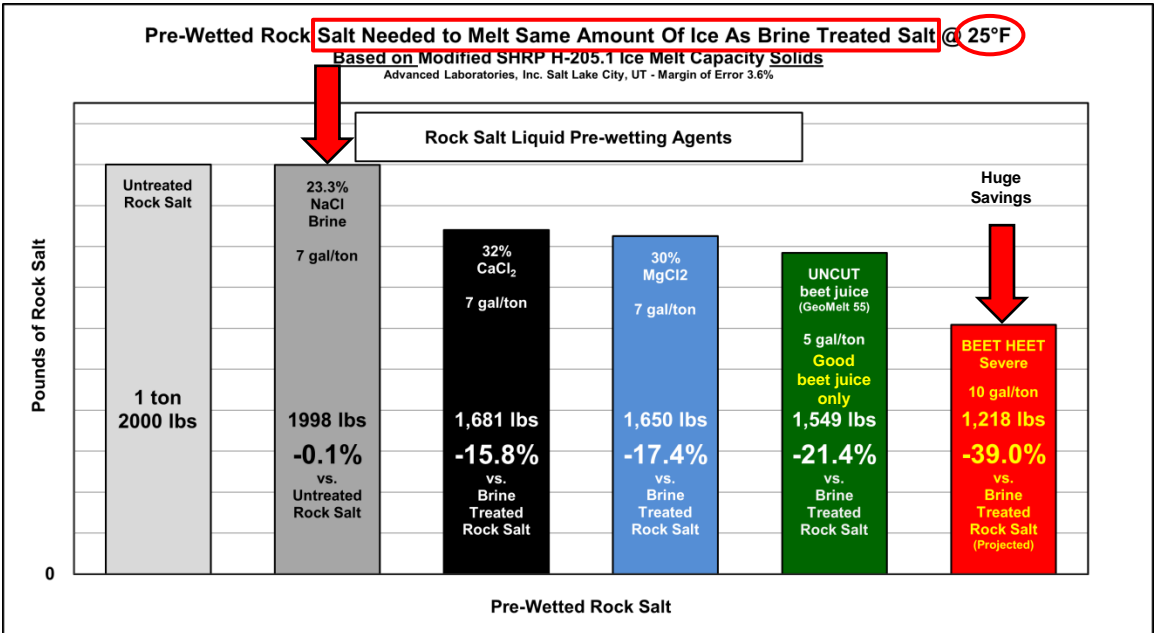 Pre-Wetted Rock Salt Needed to Melt Same Amount Of Ice As Brine Treated Salt @ 25°F
Based on Modified SHRP H-205.1 Ice Melt Capacity Solids
Advanced Laboratories, Inc. Salt Lake City, UT - Margin of Error 3.6%
Rock Salt Liquid Pre-wetting Agents
Pounds of Rock Salt
0
Untreated
Rock Salt
1 ton
2000 lbs
23.3%
NaCl
Brine
7 gal/ton
1998 lbs
-0.1%
vs.
Untreated
Rock Salt
32%
CaCl₂
7 gal/ton
1,681 lbs
-15.8%
vs.
Brine
Treated
Rock Salt
30%
MgCl2
7 gal/ton
1,650 lbs
-17.4%
vs.
Brine
Treated
Rock Salt
UNCUT
beet juice
(GeoMelt 55)
5 gal/ton
Good
beet juice
only
1,549 lbs
-21.4%
vs.
Brine
Treated
Rock Salt
Huge
Savings
BEET HEET
Severe
10 gal/ton
1,218 lbs
-39.0%
vs.
Brine
Treated
Rock Salt
(Projected)
Pre-Wetted Rock Salt